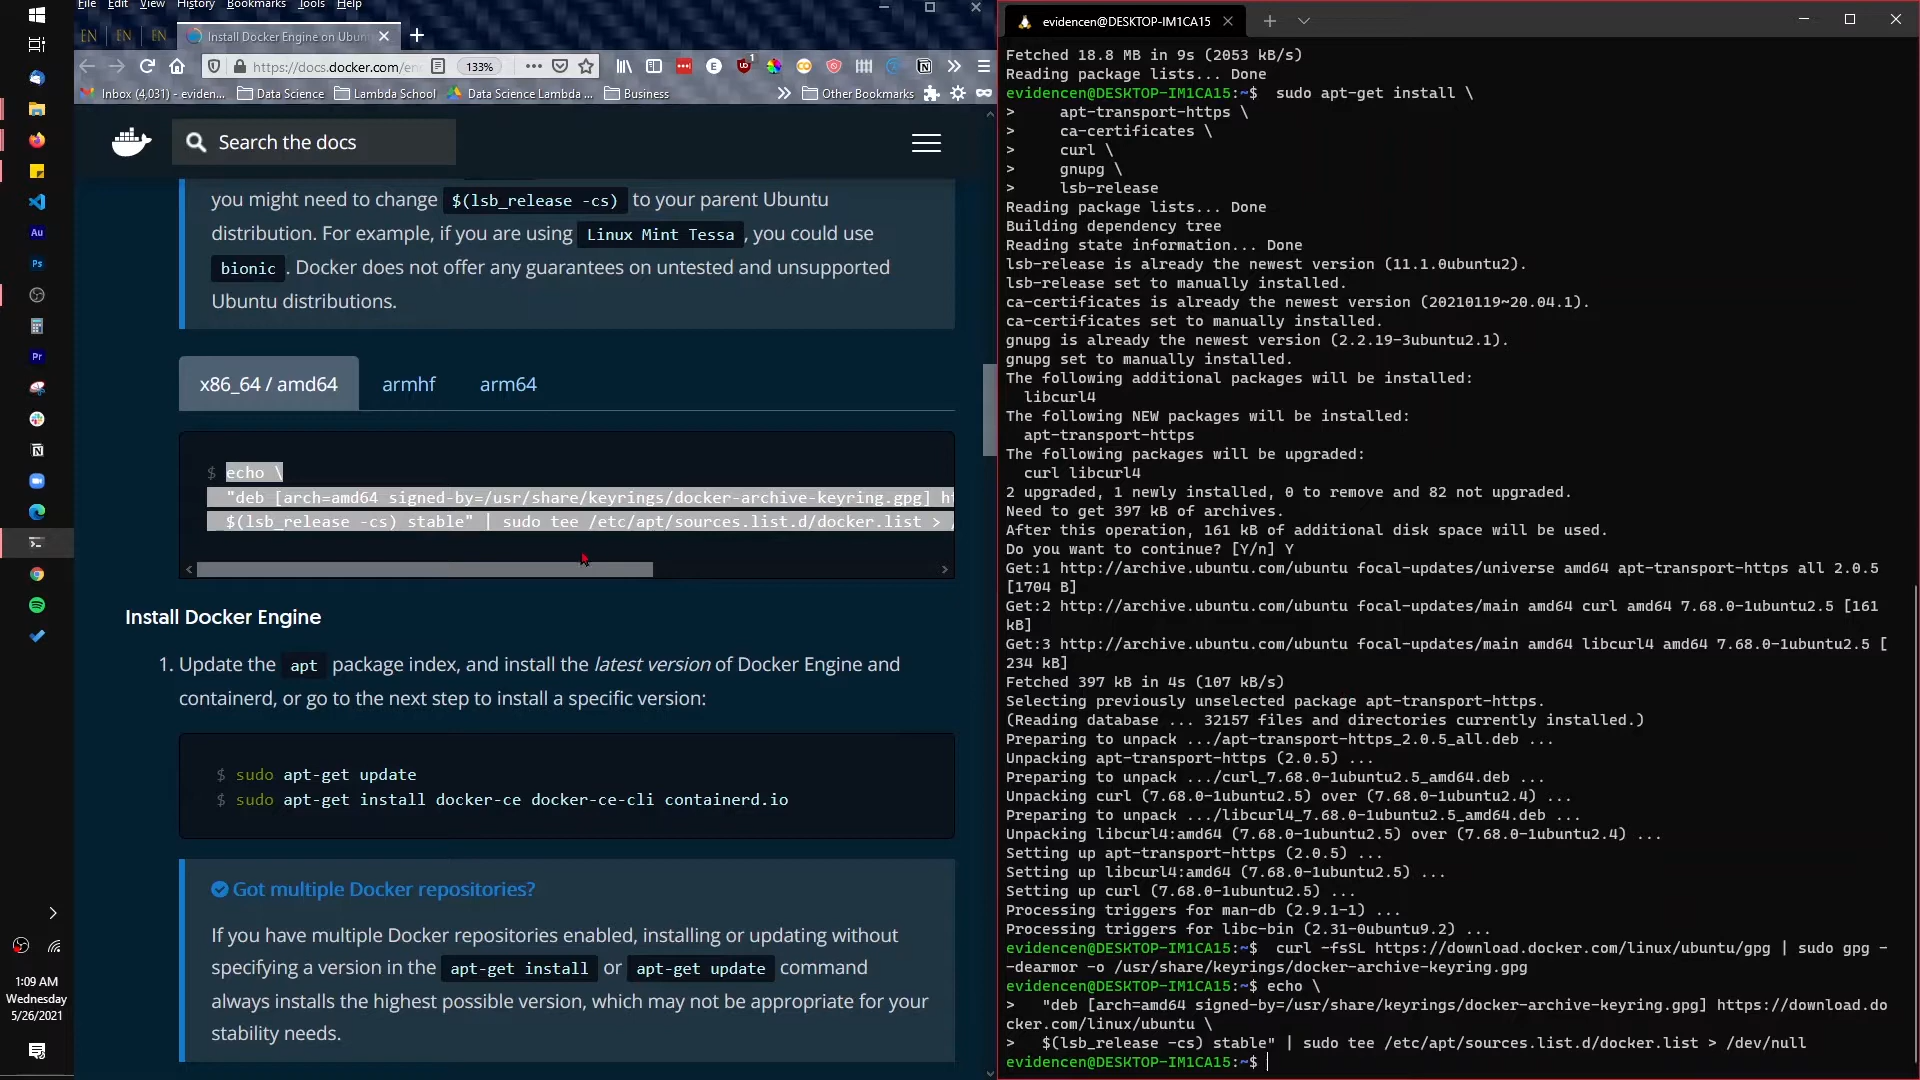 File Edit View History Bookmarks Tools Help
EN EN EN Install Docker Engine on Ubun
https://docs.docker.com/en 133%
Inbox (4,031) - eviden... Data Science Lambda School Data Science Lambda ... Business Other Bookmarks
Search the docs
you might need to change $(lsb_release -cs) to your parent Ubuntu
distribution. For example, if you are using Linux Mint Tessa , you could use
bionic . Docker does not offer any guarantees on untested and unsupported
Ubuntu distributions.
x86_64 / amd64 armhf arm64
$ echo \
"deb [arch=amd64 signed-by=/usr/share/keyrings/docker-archive-keyring.gpg] ht
$(lsb_release -cs) stable" | sudo tee /etc/apt/sources.list.d/docker.list > /
Install Docker Engine
1. Update the apt package index, and install the latest version of Docker Engine and
containerd, or go to the next step to install a specific version:
$ sudo apt-get update
$ sudo apt-get install docker-ce docker-ce-cli containerd.io
Got multiple Docker repositories?
If you have multiple Docker repositories enabled, installing or updating without
specifying a version in the apt-get install or apt-get update command
always installs the highest possible version, which may not be appropriate for your
stability needs.
Au
Ps
Pr
1:09 AM
Wednesday
5/26/2021
evidencen@DESKTOP-IM1CA15
Fetched 18.8 MB in 9s (2053 kB/s)
Reading package lists... Done
evidencen@DESKTOP-IM1CA15:~$ sudo apt-get install \
> apt-transport-https \
> ca-certificates \
> curl \
> gnupg \
> lsb-release
Reading package lists... Done
Building dependency tree
Reading state information... Done
lsb-release is already the newest version (11.1.0ubuntu2).
lsb-release set to manually installed.
ca-certificates is already the newest version (20210119~20.04.1).
ca-certificates set to manually installed.
gnupg is already the newest version (2.2.19-3ubuntu2.1).
gnupg set to manually installed.
The following additional packages will be installed:
libcurl4
The following NEW packages will be installed:
apt-transport-https
The following packages will be upgraded:
curl libcurl4
2 upgraded, 1 newly installed, 0 to remove and 82 not upgraded.
Need to get 397 kB of archives.
After this operation, 161 kB of additional disk space will be used.
Do you want to continue? [Y/n] Y
Get:1 http://archive.ubuntu.com/ubuntu focal-updates/universe amd64 apt-transport-https all 2.0.5
[1704 B]
Get:2 http://archive.ubuntu.com/ubuntu focal-updates/main amd64 curl amd64 7.68.0-1ubuntu2.5 [161
kB]
Get:3 http://archive.ubuntu.com/ubuntu focal-updates/main amd64 libcurl4 amd64 7.68.0-1ubuntu2.5 [
234 kB]
Fetched 397 kB in 4s (107 kB/s)
Selecting previously unselected package apt-transport-https.
(Reading database ... 32157 files and directories currently installed.)
Preparing to unpack .../apt-transport-https_2.0.5_all.deb ...
Unpacking apt-transport-https (2.0.5) ...
Preparing to unpack .../curl_7.68.0-1ubuntu2.5_amd64.deb ...
Unpacking curl (7.68.0-1ubuntu2.5) over (7.68.0-1ubuntu2.4) ...
Preparing to unpack .../libcurl4_7.68.0-1ubuntu2.5_amd64.deb ...
Unpacking libcurl4:amd64 (7.68.0-1ubuntu2.5) over (7.68.0-1ubuntu2.4) ...
Setting up apt-transport-https (2.0.5) ...
Setting up libcurl4:amd64 (7.68.0-1ubuntu2.5) ...
Setting up curl (7.68.0-1ubuntu2.5) ...
Processing triggers for man-db (2.9.1-1) ...
Processing triggers for libc-bin (2.31-0ubuntu9.2) ...
evidencen@DESKTOP-IM1CA15:~$ curl -fsSL https://download.docker.com/linux/ubuntu/gpg | sudo gpg -
-dearmor -o /usr/share/keyrings/docker-archive-keyring.gpg
evidencen@DESKTOP-IM1CA15:~$ echo \
> "deb [arch=amd64 signed-by=/usr/share/keyrings/docker-archive-keyring.gpg] https://download.do
cker.com/linux/ubuntu \
> $(lsb_release -cs) stable" | sudo tee /etc/apt/sources.list.d/docker.list > /dev/null
evidencen@DESKTOP-IM1CA15:~$